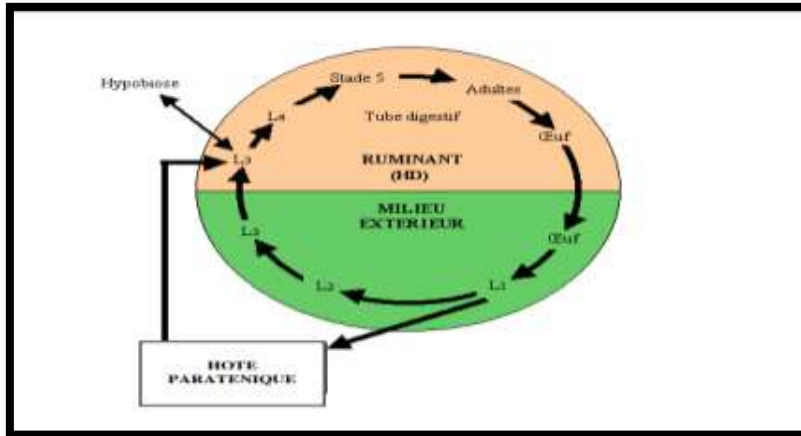 Stade 5
Hypobiose
Adultes
L4
Tube digestif
Œuf
L3
RUMINANT
(HD)
MILIEU
EXTERIEUR
L3
Œuf
L2
L1
HOTE
PARATENIQUE